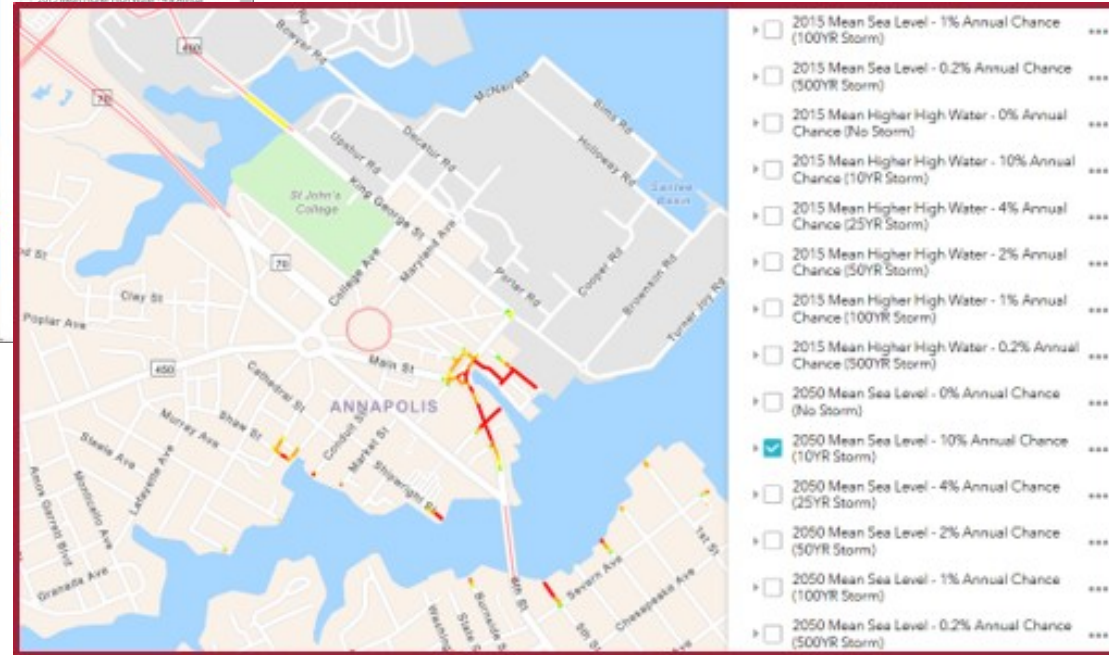 450
Bowyer Rd
McNair Rd
Sims Rd
70
Upshur Rd
Decatur Rd
Holloway Rd
Santee
Basin
St John's
College
King George St
College Ave
Maryland Ave
Porter Rd
Cooper Rd
Brownson Rd
Turner Joy Rd
70
Clay St
Poplar Ave
450
Main St
Cathedral St
ANNAPOLIS
Murray Ave
Shaw St
Conduit St
Market St
Shipwright St
Steele Ave
Monticello Ave
Lafayette Ave
Amos Garrett Blvd
Granada Ave
1st St
Severn Ave
6th St
Chesapeake Ave
5th St
Burnside St
State
2015 Mean Sea Level - 1% Annual Chance
(100YR Storm)
2015 Mean Sea Level - 0.2% Annual Chance
(500YR Storm)
2015 Mean Higher High Water - 0% Annual
Chance (No Storm)
2015 Mean Higher High Water - 10% Annual
Chance (10YR Storm)
2015 Mean Higher High Water - 4% Annual
Chance (25YR Storm)
2015 Mean Higher High Water - 2% Annual
Chance (50YR Storm)
2015 Mean Higher High Water - 1% Annual
Chance (100YR Storm)
2015 Mean Higher High Water - 0.2% Annual
Chance (500YR Storm)
2050 Mean Sea Level - 0% Annual Chance
(No Storm)
2050 Mean Sea Level - 10% Annual Chance
(10YR Storm)
2050 Mean Sea Level - 4% Annual Chance
(25YR Storm)
2050 Mean Sea Level - 2% Annual Chance
(50YR Storm)
2050 Mean Sea Level - 1% Annual Chance
(100YR Storm)
2050 Mean Sea Level - 0.2% Annual Chance
(500YR Storm)